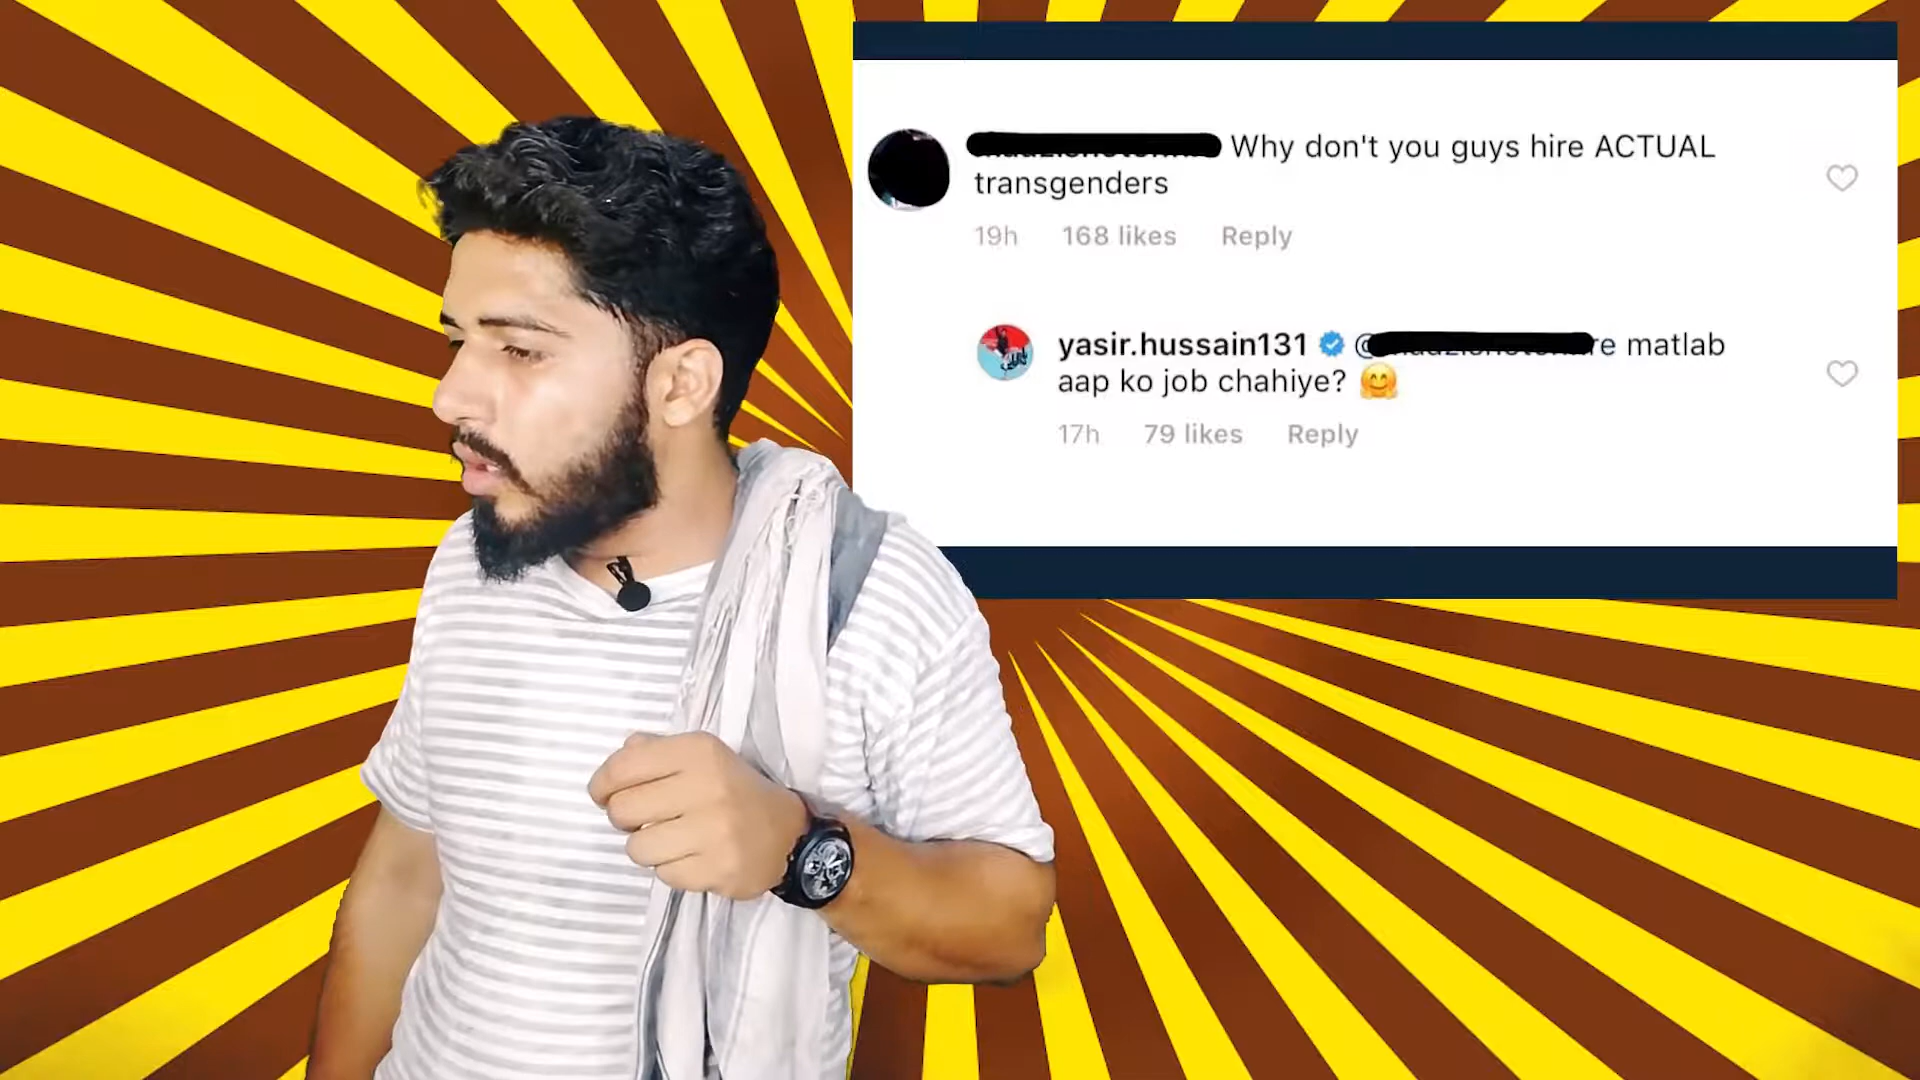 Why don't you guys hire ACTUAL
transgenders
19h 168 likes Reply
yasir.hussain131 @ re matlab
aap ko job chahiye? 🤗
17h 79 likes Reply